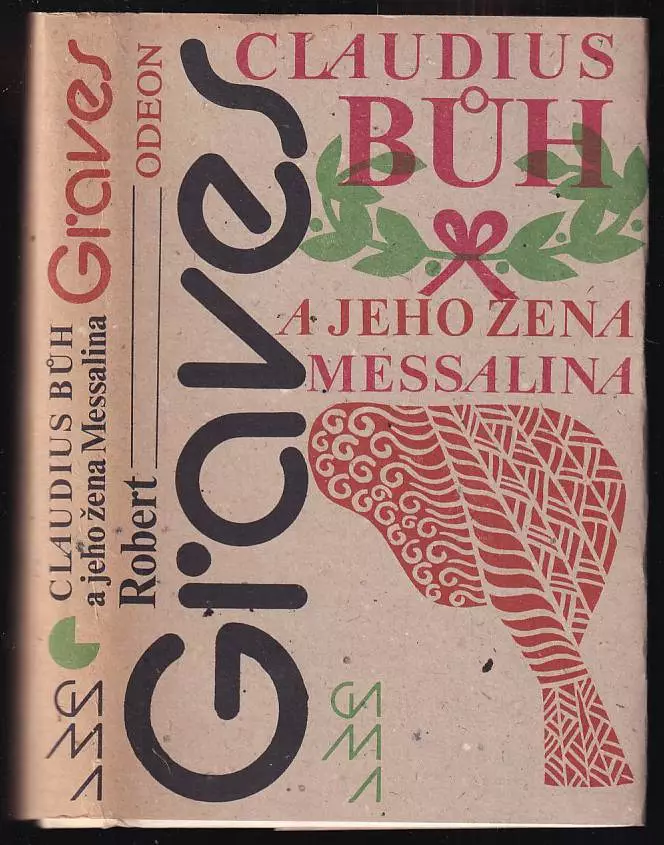 CLAUDIUS BŮH
a jeho žena Messalina
Graves
Robert
ODEON
Graves
CLAUDIUS
BŮH
A JEHO ŽENA
MESSALINA